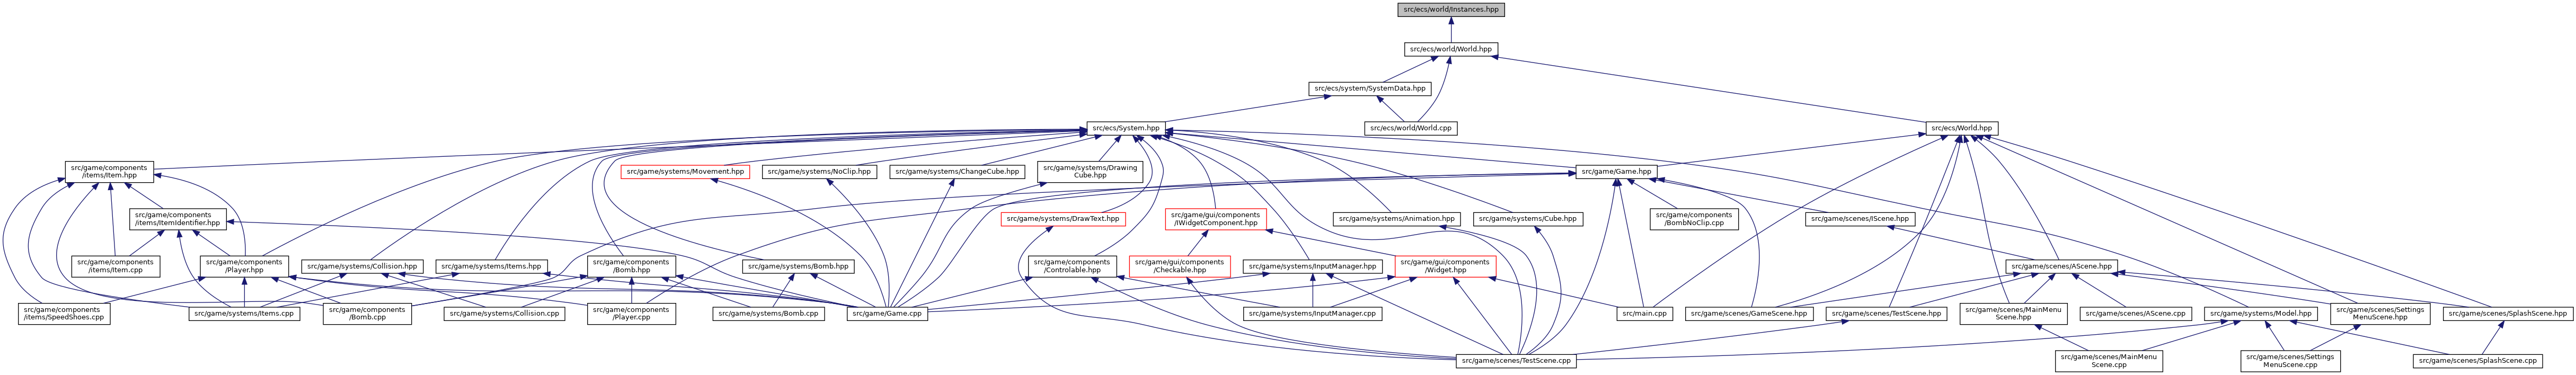 src/ecs/world/Instances.hpp
src/ecs/world/World.hpp
src/ecs/system/SystemData.hpp
src/ecs/System.hpp
src/ecs/world/World.cpp
src/ecs/World.hpp
src/game/components
/items/Item.hpp
src/game/systems/Movement.hpp
src/game/systems/NoClip.hpp
src/game/systems/ChangeCube.hpp
src/game/systems/Drawing
Cube.hpp
src/game/Game.hpp
src/game/components
/items/ItemIdentifier.hpp
src/game/systems/DrawText.hpp
src/game/gui/components
/IWidgetComponent.hpp
src/game/systems/Animation.hpp
src/game/systems/Cube.hpp
src/game/components
/BombNoClip.cpp
src/game/scenes/IScene.hpp
src/game/components
/items/Item.cpp
src/game/components
/Player.hpp
src/game/systems/Collision.hpp
src/game/systems/Items.hpp
src/game/components
/Bomb.hpp
src/game/systems/Bomb.hpp
src/game/components
/Controlable.hpp
src/game/gui/components
/Checkable.hpp
src/game/systems/InputManager.hpp
src/game/gui/components
/Widget.hpp
src/game/scenes/AScene.hpp
src/game/components
/items/SpeedShoes.cpp
src/game/systems/Items.cpp
src/game/components
/Bomb.cpp
src/game/systems/Collision.cpp
src/game/components
/Player.cpp
src/game/systems/Bomb.cpp
src/game/Game.cpp
src/game/systems/InputManager.cpp
src/main.cpp
src/game/scenes/GameScene.hpp
src/game/scenes/TestScene.hpp
src/game/scenes/MainMenu
Scene.hpp
src/game/scenes/AScene.cpp
src/game/systems/Model.hpp
src/game/scenes/Settings
MenuScene.hpp
src/game/scenes/SplashScene.hpp
src/game/scenes/TestScene.cpp
src/game/scenes/MainMenu
Scene.cpp
src/game/scenes/Settings
MenuScene.cpp
src/game/scenes/SplashScene.cpp